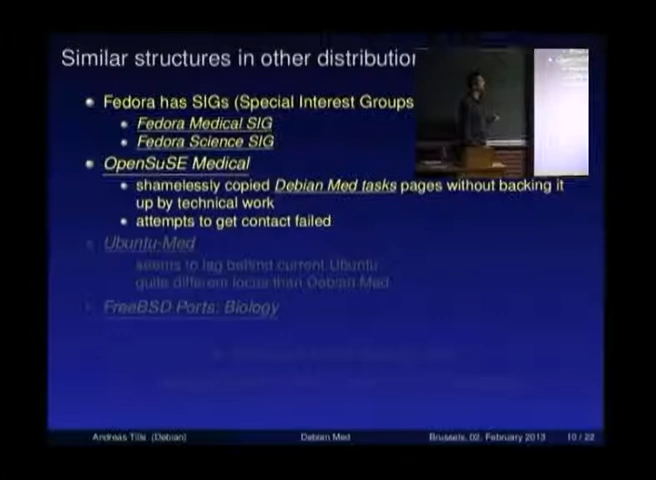 Similar structures in other distribution
Fedora has SIGs (Special Interest Groups
Fedora Medical SIG
Fedora Science SIG
OpenSuSE Medical
shamelessly copied Debian Med tasks pages without backing it
up by technical work
attempts to get contact failed
Ubuntu-Med
seems to lag behind current Ubuntu
quite different focus than Debian Med
FreeBSD Ports: Biology
Andreas Tille (Debian)
Debian Med
Brussels, 02. February 2013
10 / 22